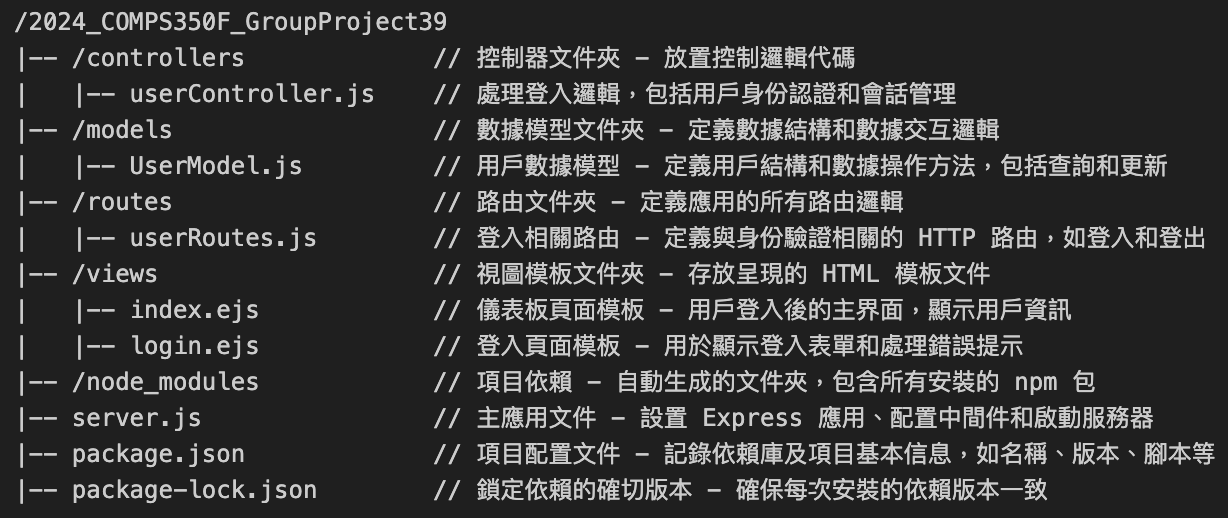 /2024_COMPS350F_GroupProject39
|-- /controllers             // 控制器文件夾 - 放置控制邏輯代碼
|   |-- userController.js    // 處理登入邏輯，包括用戶身份認證和會話管理
|-- /models                  // 數據模型文件夾 - 定義數據結構和數據交互邏輯
|   |-- UserModel.js         // 用戶數據模型 - 定義用戶結構和數據操作方法，包括查詢和更新
|-- /routes                  // 路由文件夾 - 定義應用的所有路由邏輯
|   |-- userRoutes.js        // 登入相關路由 - 定義與身份驗證相關的 HTTP 路由，如登入和登出
|-- /views                   // 視圖模板文件夾 - 存放呈現的 HTML 模板文件
|   |-- index.ejs            // 儀表板頁面模板 - 用戶登入後的主界面，顯示用戶資訊
|   |-- login.ejs            // 登入頁面模板 - 用於顯示登入表單和處理錯誤提示
|-- /node_modules            // 項目依賴 - 自動生成的文件夾，包含所有安裝的 npm 包
|-- server.js                // 主應用文件 - 設置 Express 應用、配置中間件和啟動服務器
|-- package.json             // 項目配置文件 - 記錄依賴庫及項目基本信息，如名稱、版本、腳本等
|-- package-lock.json        // 鎖定依賴的確切版本 - 確保每次安裝的依賴版本一致